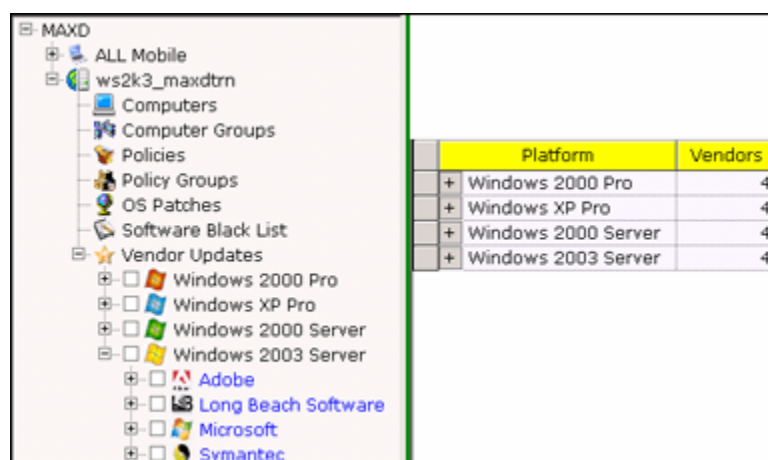 MAXD
ALL Mobile
ws2k3_maxdtrn
Computers
Computer Groups
Policies
Policy Groups
OS Patches
Software Black List
Vendor Updates
Windows 2000 Pro
Windows XP Pro
Windows 2000 Server
Windows 2003 Server
Adobe
Long Beach Software
Microsoft
Symantec
Platform Vendors
Windows 2000 Pro 4
Windows XP Pro 4
Windows 2000 Server 4
Windows 2003 Server 4